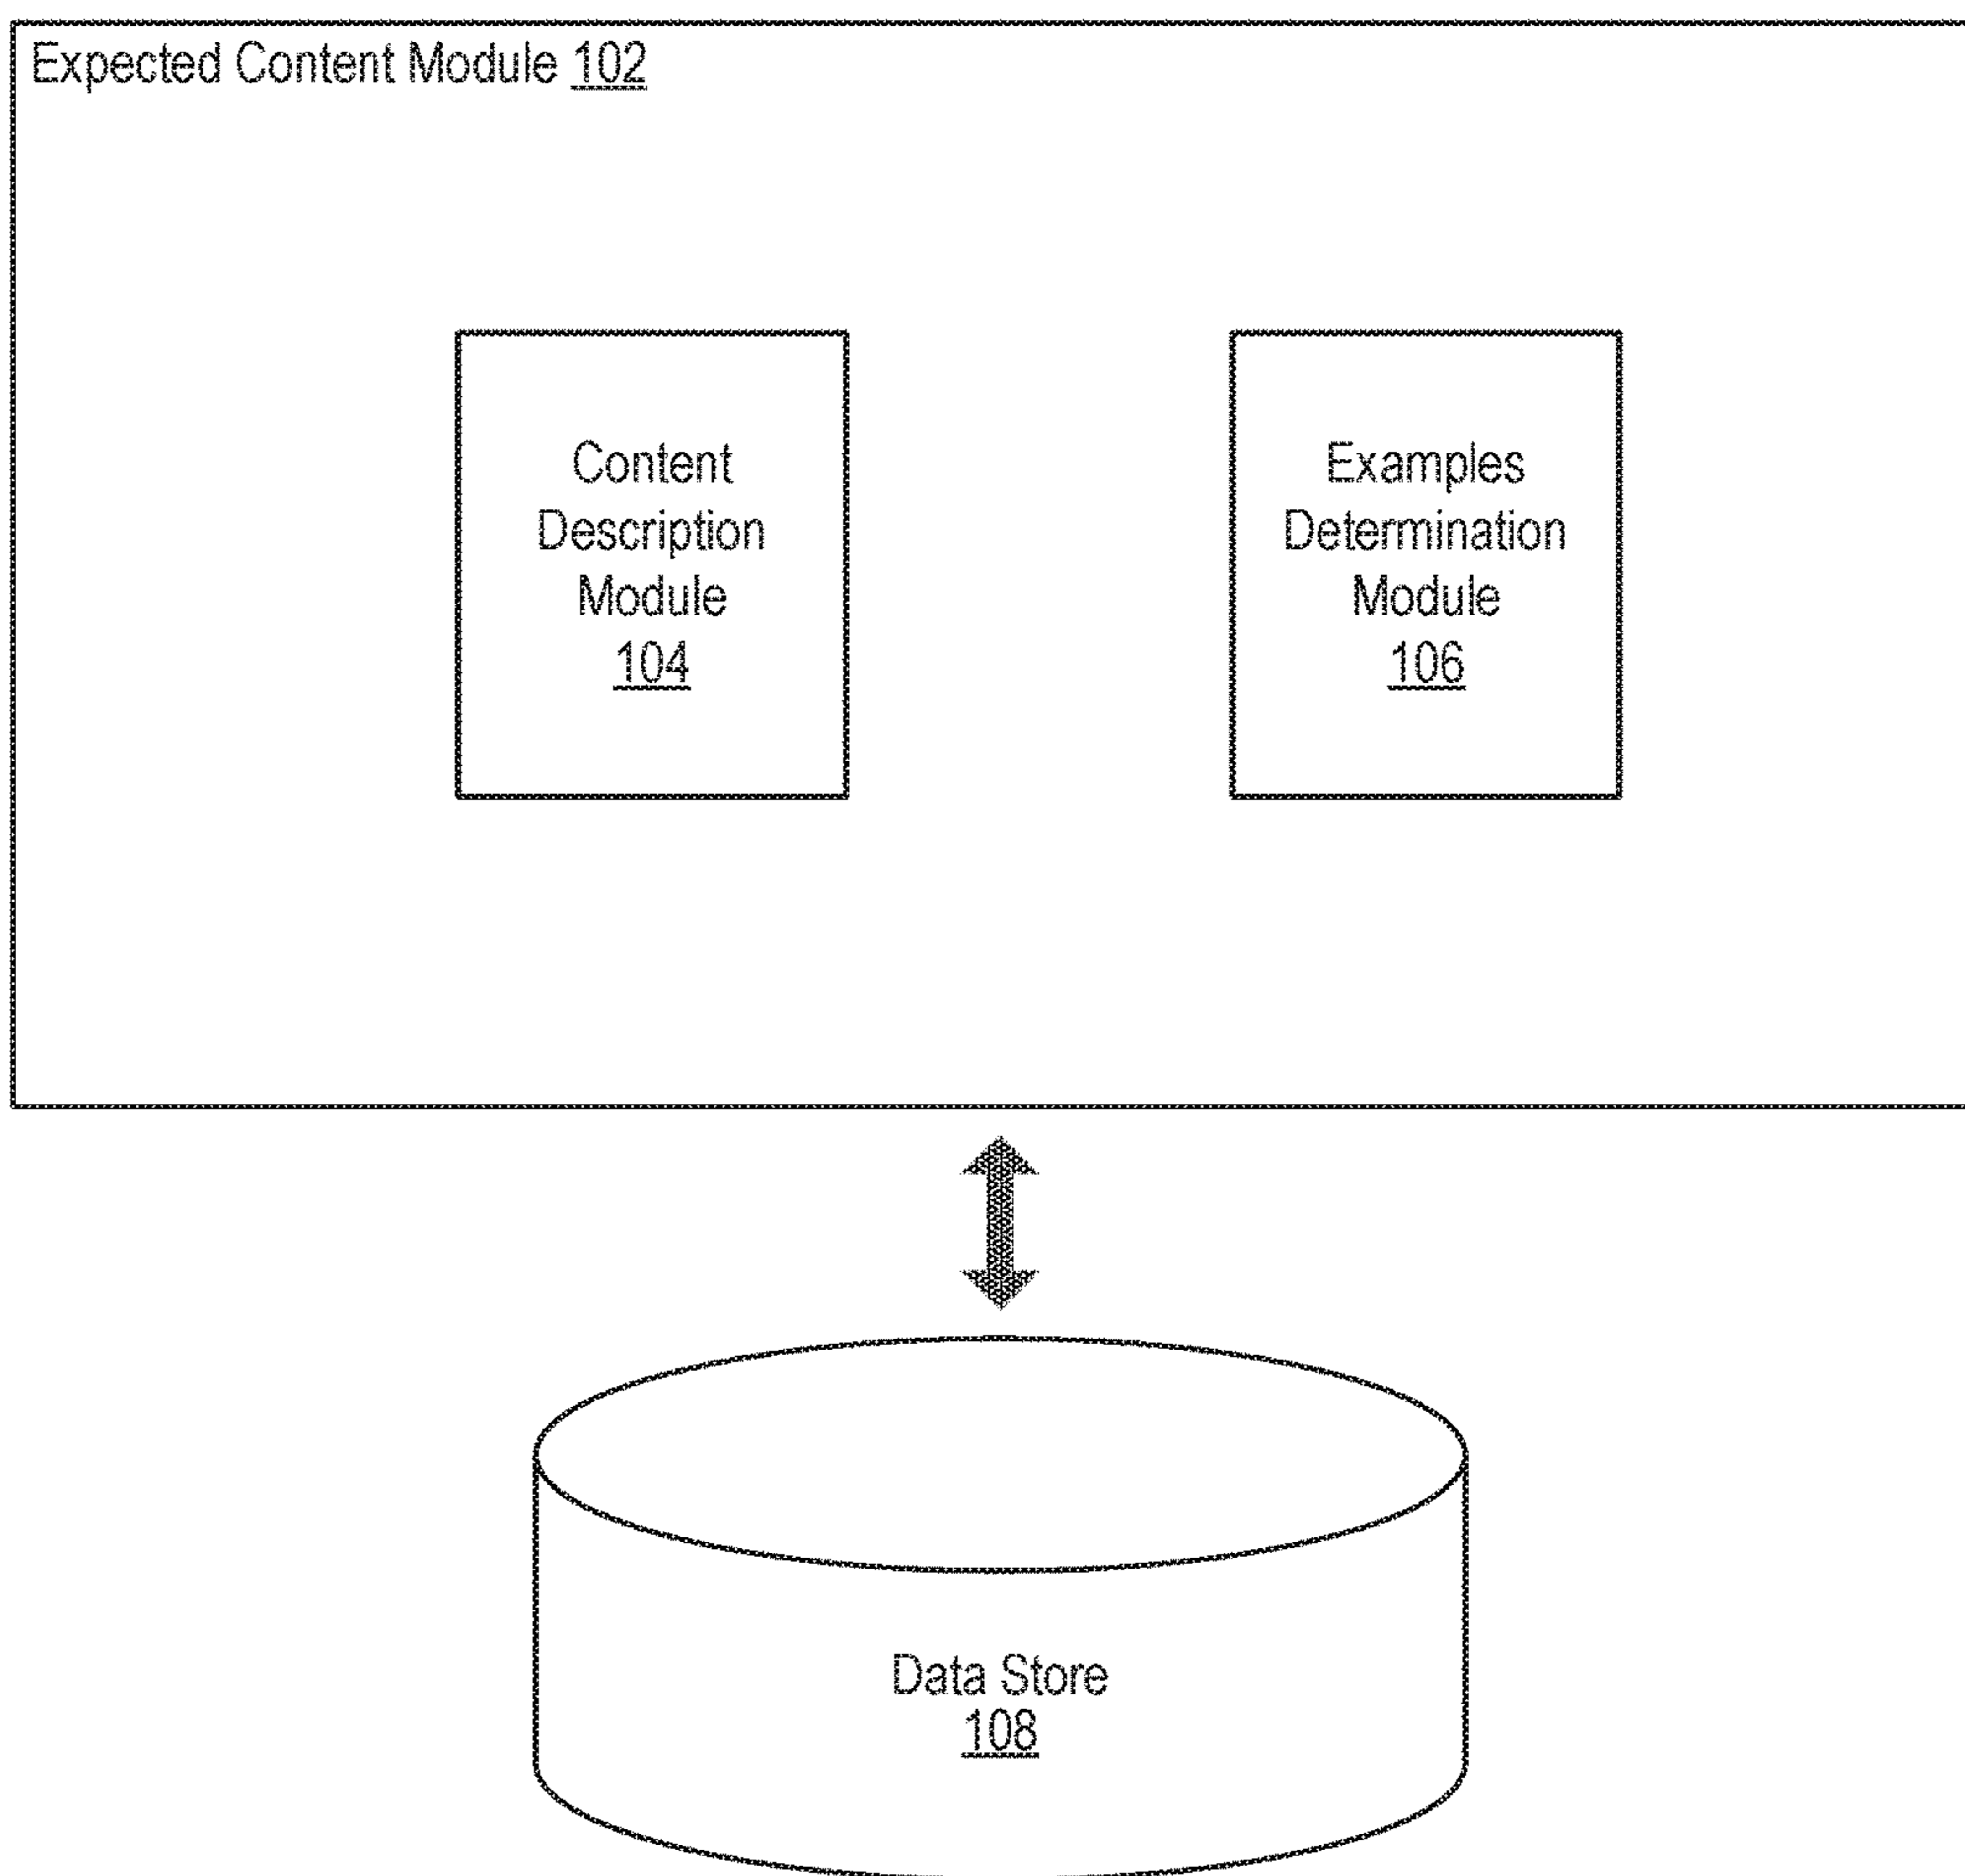 Expected Content Module 102
Content
Description
Module
104
Examples
Determination
Module
106
Data Store
108